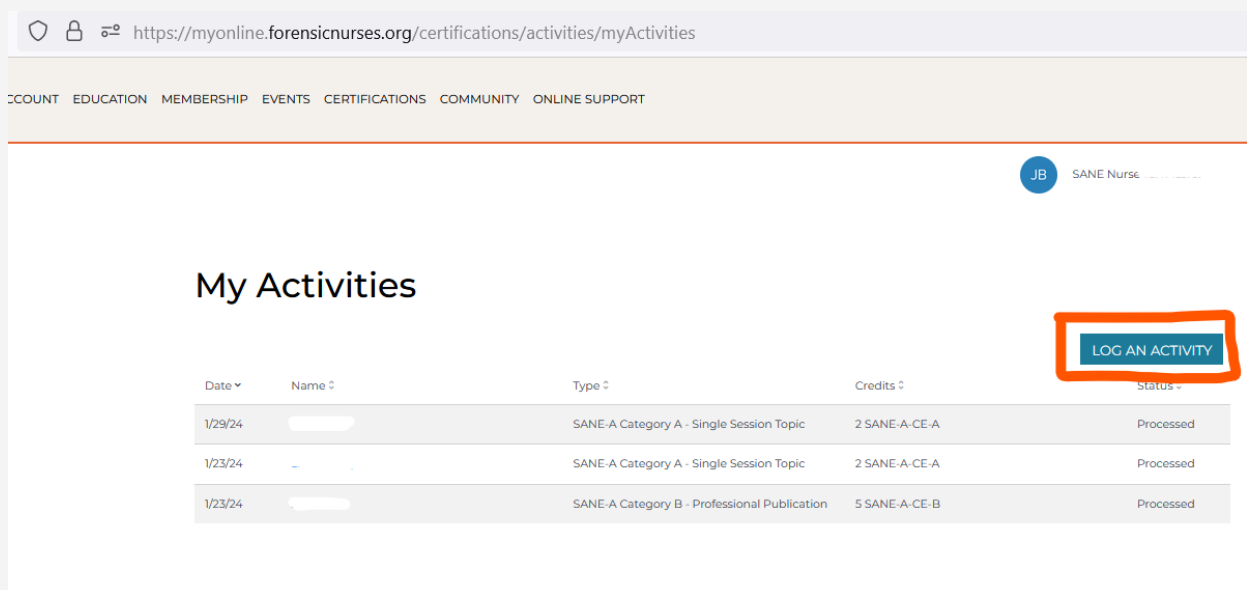 https://myonline.forensicnurses.org/certifications/activities/myActivities
CCOUNT EDUCATION MEMBERSHIP EVENTS CERTIFICATIONS COMMUNITY ONLINE SUPPORT
JB SANE Nurse
My Activities
LOG AN ACTIVITY
Date Name Type Credits Status
1/29/24 SANE-A Category A - Single Session Topic 2 SANE-A-CE-A Processed
1/23/24 SANE-A Category A - Single Session Topic 2 SANE-A-CE-A Processed
1/23/24 SANE-A Category B - Professional Publication 5 SANE-A-CE-B Processed